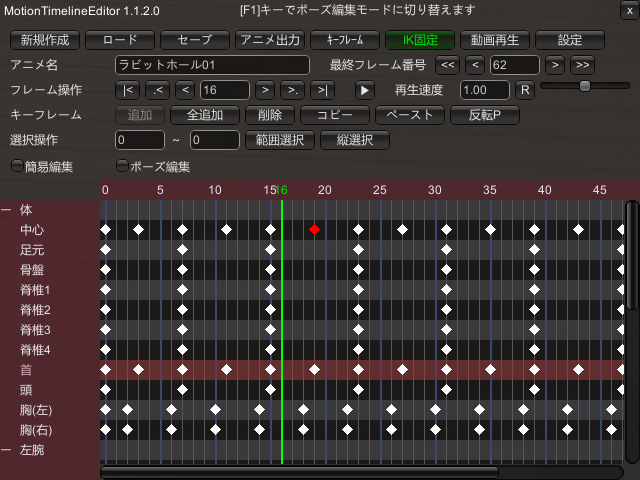 MotionTimelineEditor 1.1.2.0 [F1]キーでポーズ編集モードに切り替えます x
新規作成 ロード セーブ アニメ出力 キーフレーム IK固定 動画再生 設定
アニメ名 ラビットホール01 最終フレーム番号 << < 62 > >>
フレーム操作 |< .< < 16 > >. >| 再生速度 1.00 R
キーフレーム 追加 全追加 削除 コピー ペースト 反転P
選択操作 0 ~ 0 範囲選択 縦選択
簡易編集 ポーズ編集
0 5 10 15 16 20 25 30 35 40 45
ー 体
中心
足元
骨盤
脊椎1
脊椎2
脊椎3
脊椎4
首
頭
胸(左)
胸(右)
ー 左腕